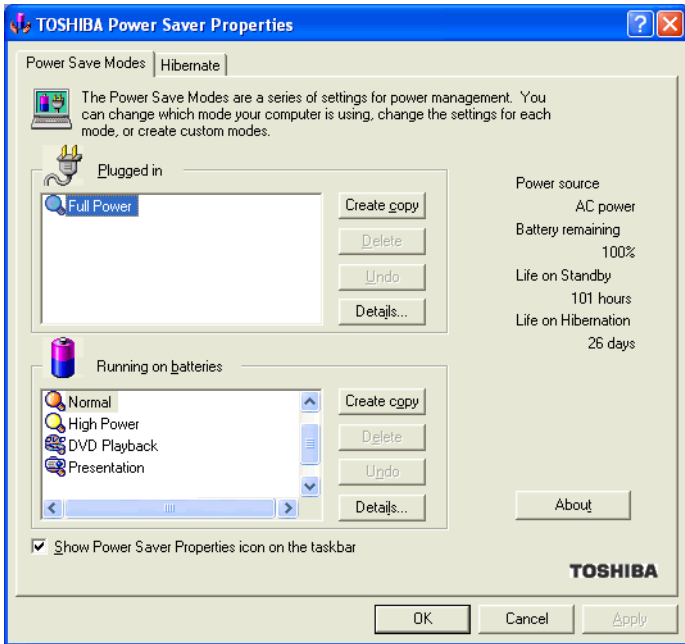 TOSHIBA Power Saver Properties
Power Save Modes
Hibernate
The Power Save Modes are a series of settings for power management. You
can change which mode your computer is using, change the settings for each
mode, or create custom modes.
Plugged in
Full Power
Create copy
Delete
Undo
Details...
Power source
AC power
Battery remaining
100%
Life on Standby
101 hours
Life on Hibernation
26 days
Running on batteries
Normal
High Power
DVD Playback
Presentation
Create copy
Delete
Undo
Details...
About
Show Power Saver Properties icon on the taskbar
TOSHIBA
OK
Cancel
Apply